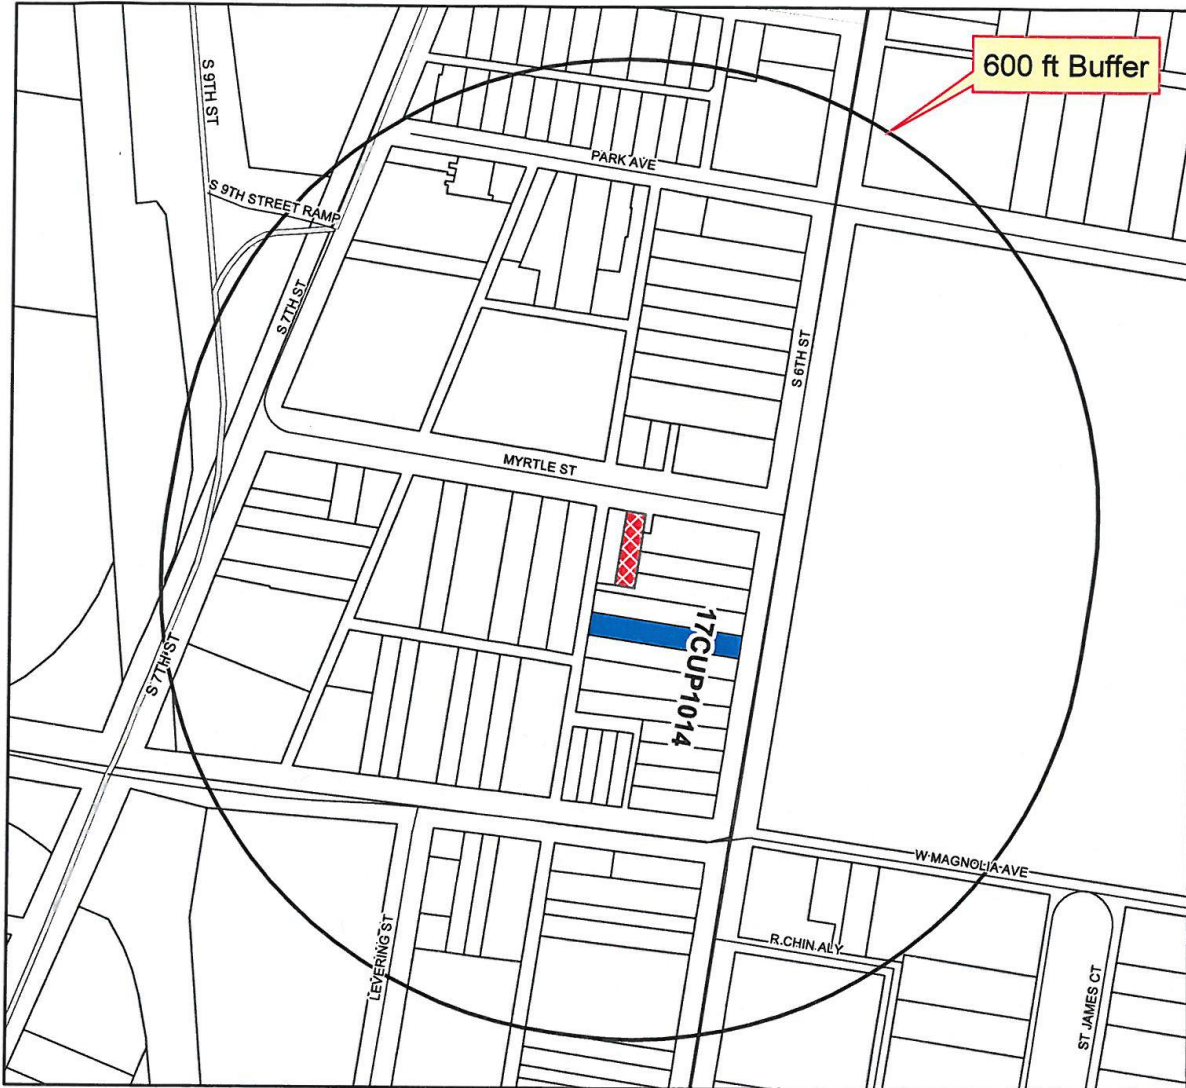 600 ft Buffer
S 9TH ST
PARK AVE
S 9TH STREET RAMP
S 7TH ST
S 6TH ST
MYRTLE ST
17CUP1014
S 7TH ST
W MAGNOLIA AVE
R CHIN ALY
LEVERING ST
ST JAMES CT